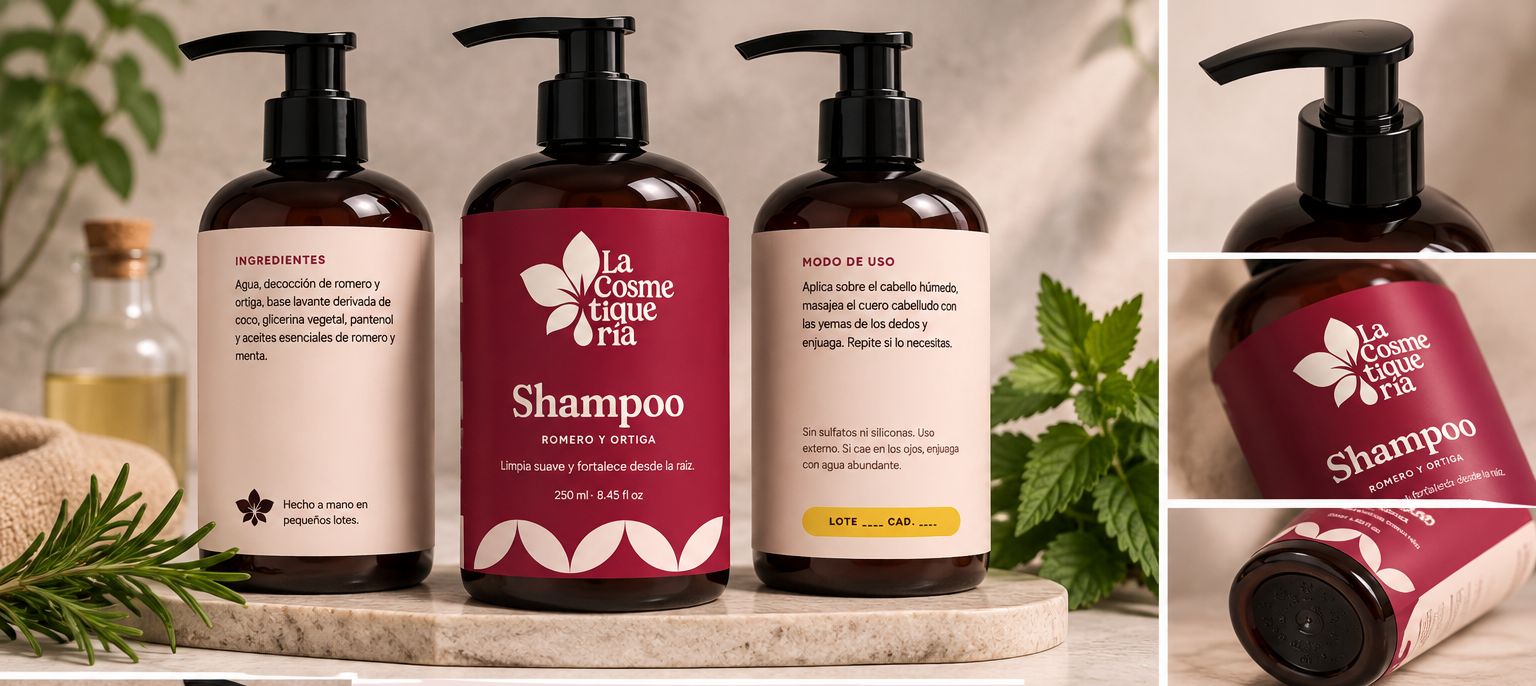 INGREDIENTES
Agua, decocción de romero y
ortiga, base lavante derivada de
coco, glicerina vegetal, pantenol
y aceites esenciales de romero y
menta.
Hecho a mano en
pequeños lotes.
La
Cosme
tique
ría
Shampoo
ROMERO Y ORTIGA
Limpia suave y fortalece desde la raíz.
250 ml · 8.45 fl oz
MODO DE USO
Aplica sobre el cabello húmedo,
masajea el cuero cabelludo con
las yemas de los dedos y
enjuaga. Repite si lo necesitas.
Sin sulfatos ni siliconas. Uso
externo. Si cae en los ojos, enjuaga
con agua abundante.
LOTE ____ CAD. ____
La
Cosme
tique
ría
Shampoo
ROMERO Y ORTIGA
desde la raíz.